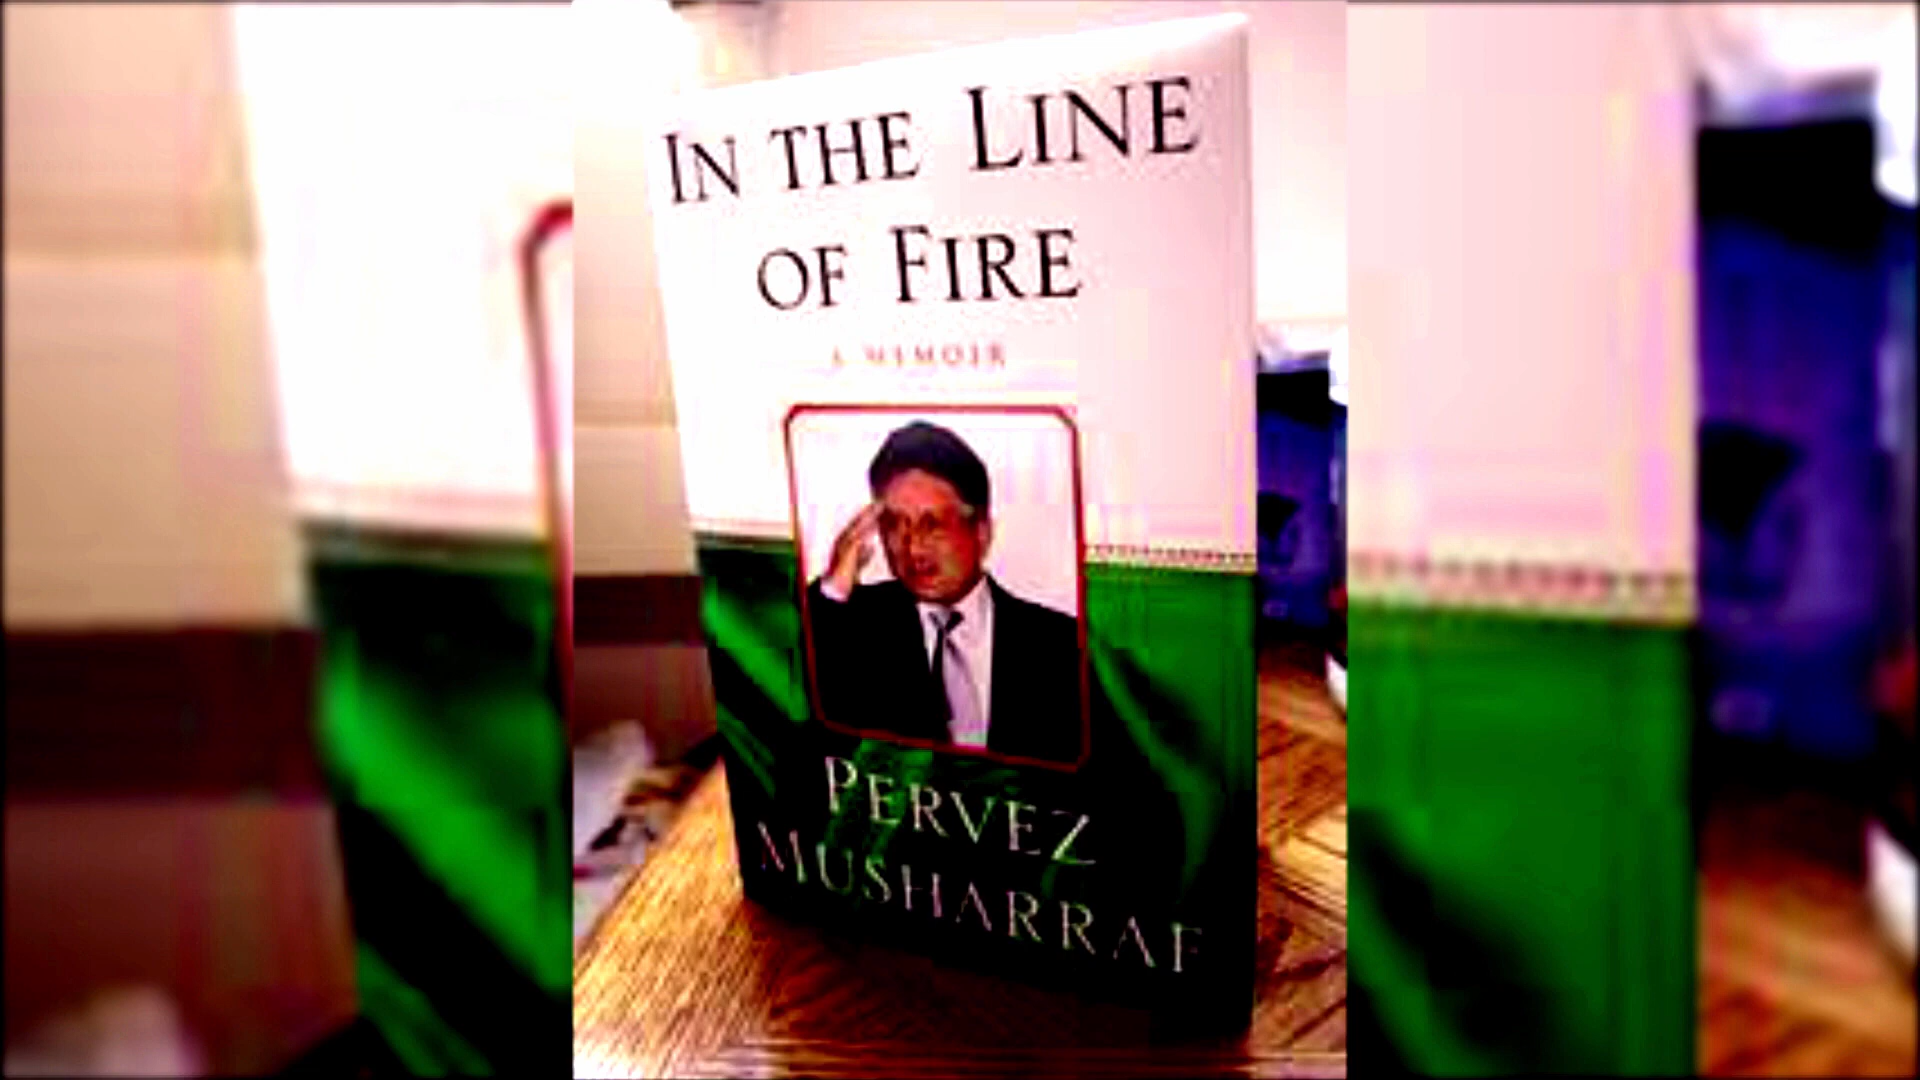 IN THE LINE
OF FIRE
A MEMOIR
PERVEZ
MUSHARRAF